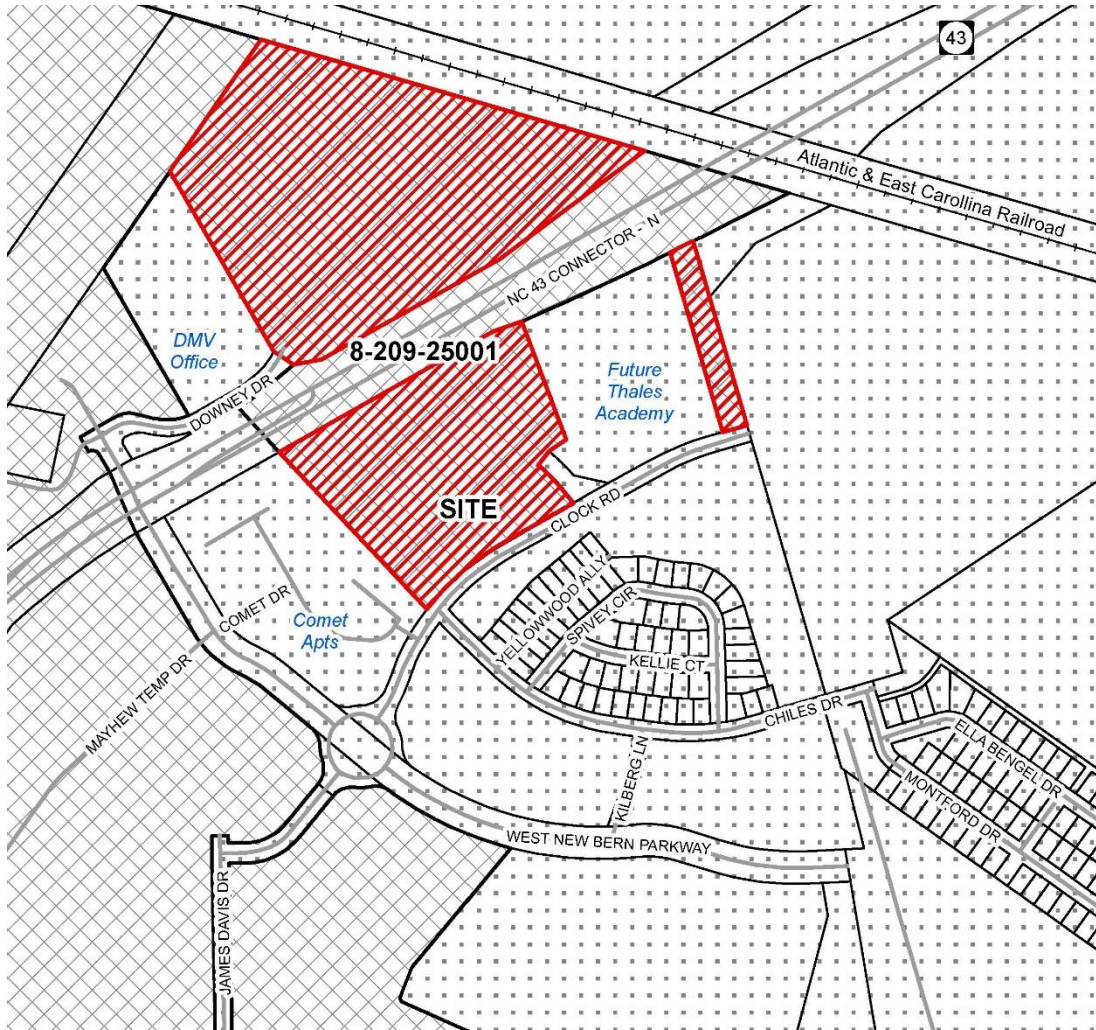 43
Atlantic & East Carollina Railroad
NC 43 CONNECTOR - N
DMV
Office
8-209-25001
Future
Thales
Academy
DOWNEY DR
SITE
CLOCK RD
YELLOWWOOD ALLY
SPIVEY CIR
KELLIE CT
COMET DR
Comet
Apts
MAYHEW TEMP DR
CHILES DR
ELLA BENGEL DR
MONTFORD DR
KILBERG LN
WEST NEW BERN PARKWAY
JAMES DAVIS DR